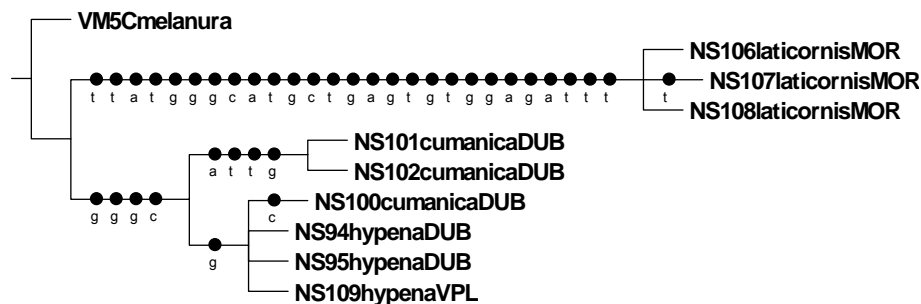 VM5Cmelanura
NS106laticornisMOR
t t a t g g g c a t g c t g a g t g t g g a g a t t t
t
NS107laticornisMOR
NS108laticornisMOR
NS101cumanicaDUB
a t t g
NS102cumanicaDUB
g g g c
NS100cumanicaDUB
c
NS94hypenaDUB
g
NS95hypenaDUB
NS109hypenaVPL